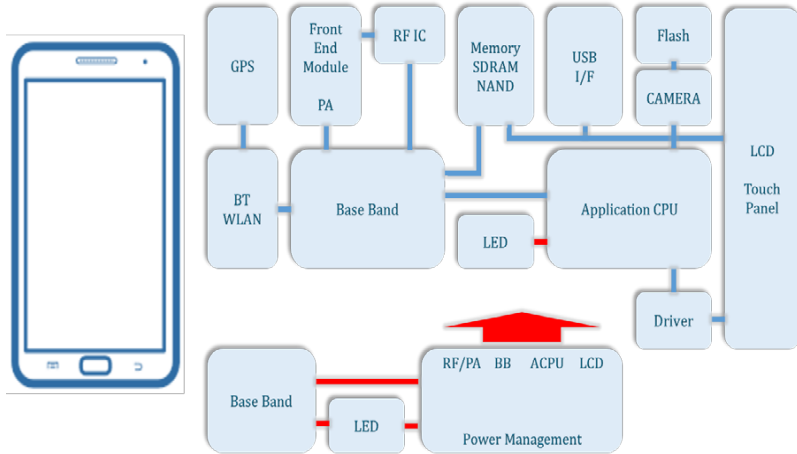 GPS
Front
End
Module
PA
RF IC
Memory
SDRAM
NAND
USB
I/F
Flash
CAMERA
LCD
Touch
Panel
BT
WLAN
Base Band
Application CPU
LED
Driver
RF/PA BB ACPU LCD
Base Band
LED
Power Management